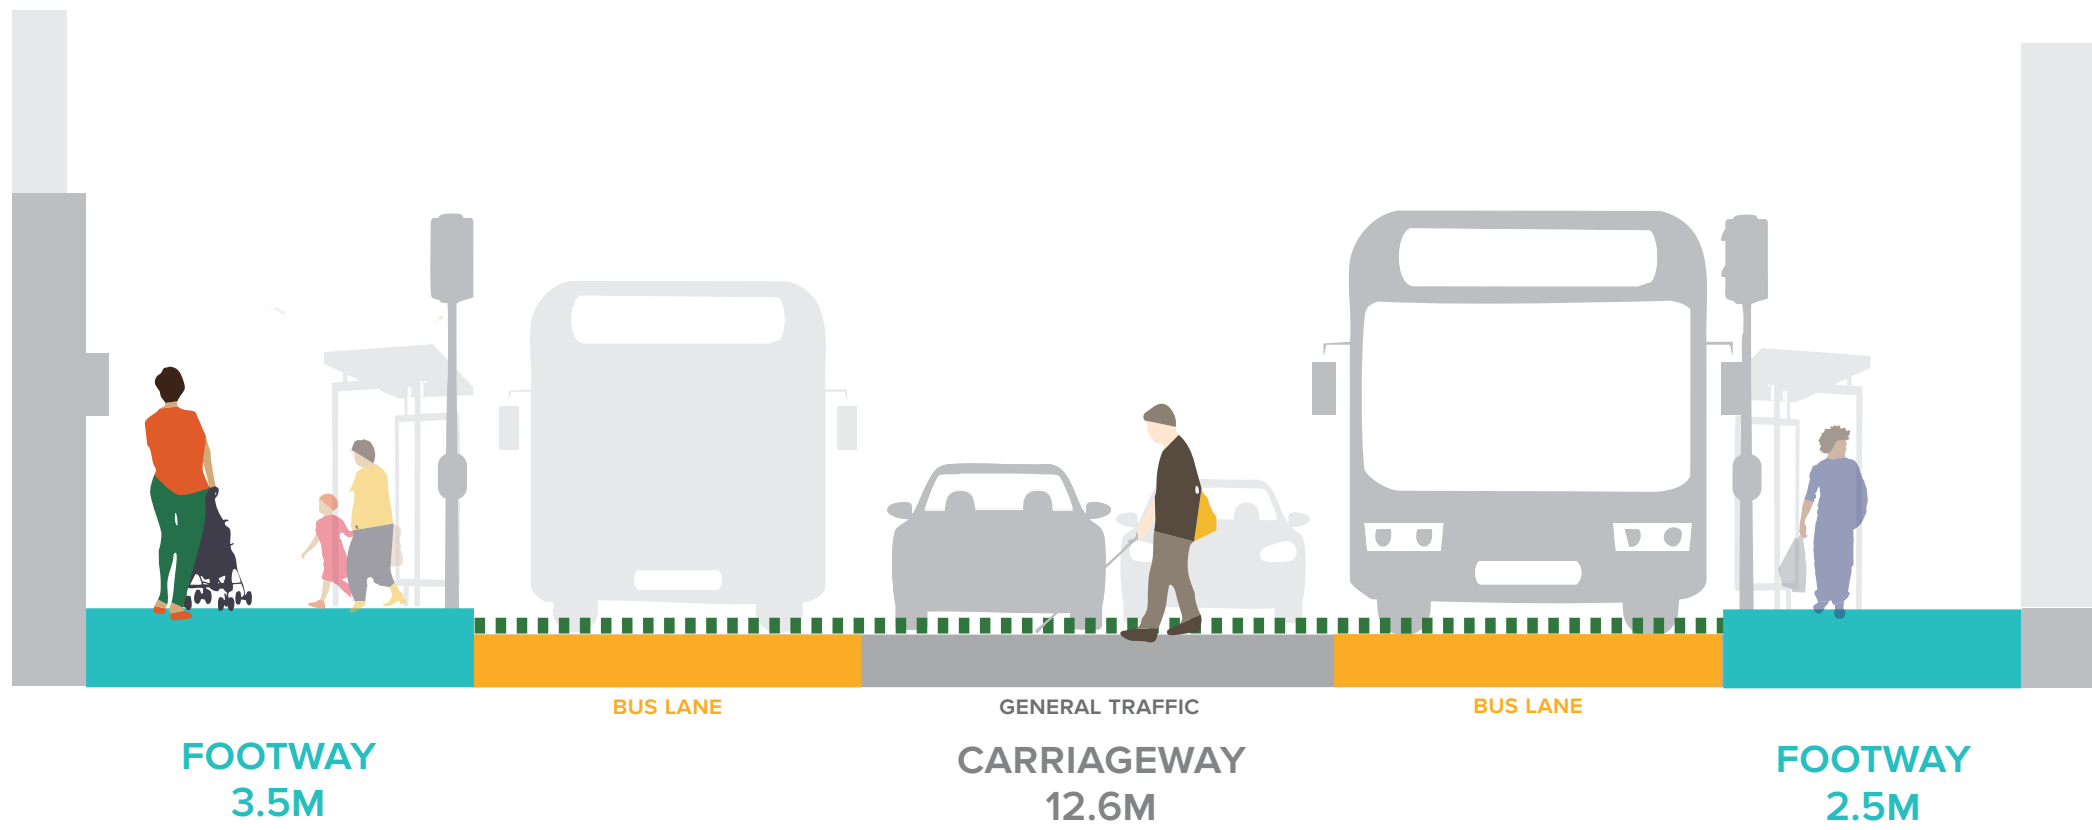 BUS LANE
GENERAL TRAFFIC
BUS LANE
FOOTWAY
3.5M
CARRIAGEWAY
12.6M
FOOTWAY
2.5M